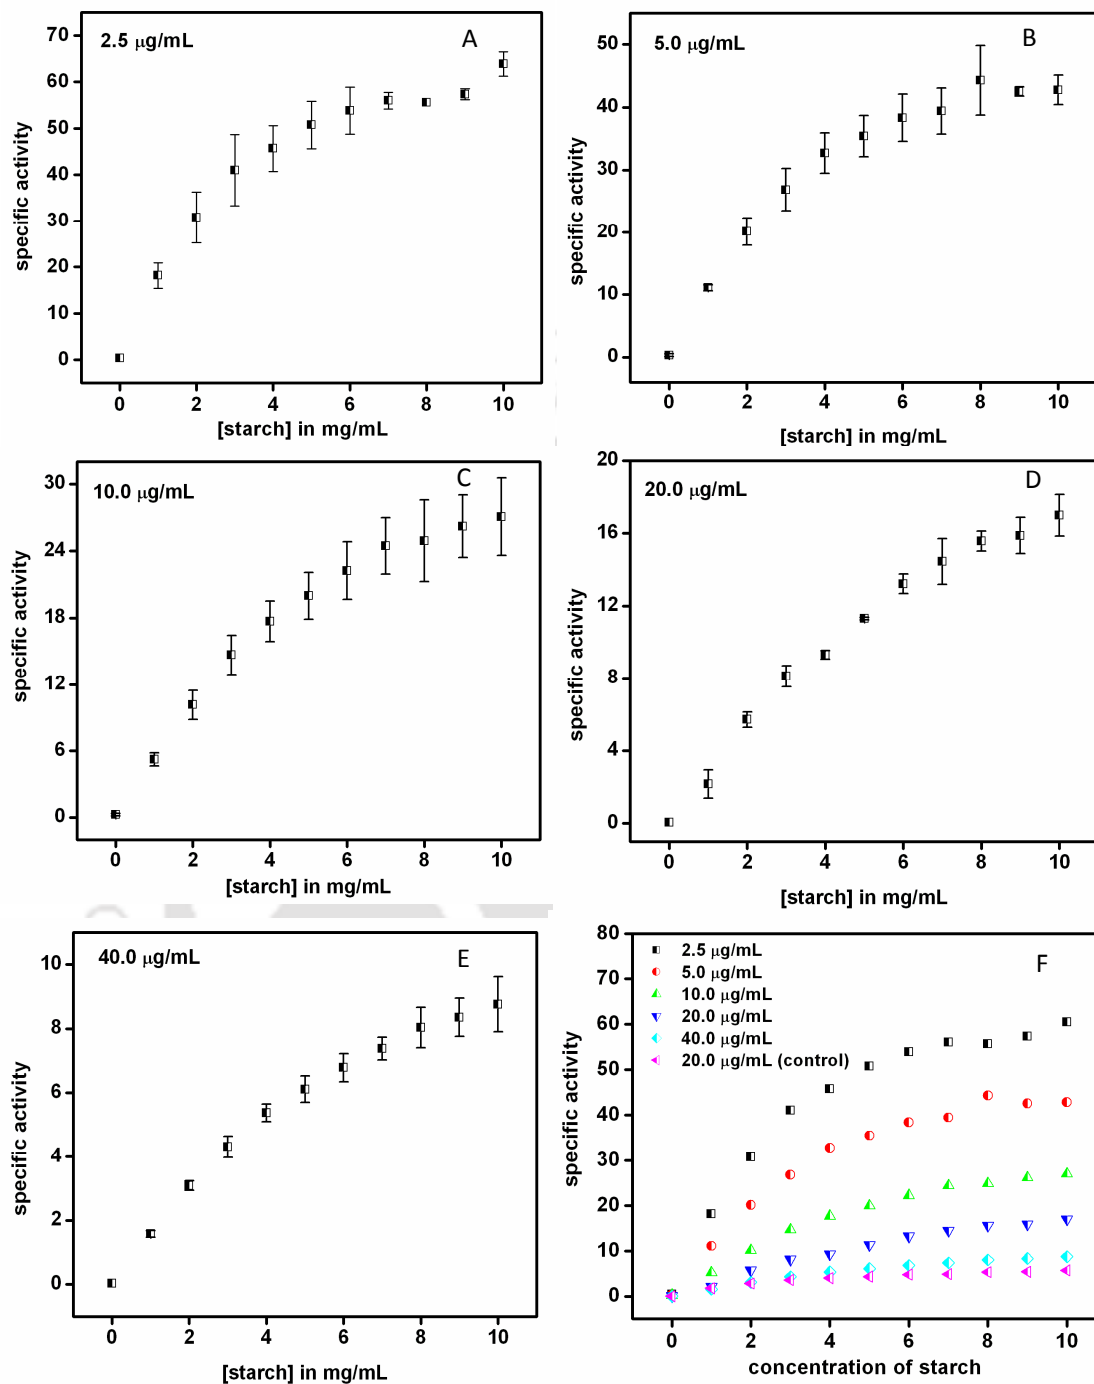 2.5 µg/mL
A
70
60
50
40
30
20
10
0
specific activity
0 2 4 6 8 10
[starch] in mg/mL
5.0 µg/mL
B
50
40
30
20
10
0
specific activity
0 2 4 6 8 10
[starch] in mg/mL
10.0 µg/mL
C
30
24
18
12
6
0
specific activity
0 2 4 6 8 10
[starch] in mg/mL
20.0 µg/mL
D
20
16
12
8
4
0
specific activity
0 2 4 6 8 10
[starch] in mg/mL
40.0 µg/mL
E
10
8
6
4
2
0
specific activity
0 2 4 6 8 10
[starch] in mg/mL
F
2.5 µg/mL
5.0 µg/mL
10.0 µg/mL
20.0 µg/mL
40.0 µg/mL
20.0 µg/mL (control)
80
70
60
50
40
30
20
10
0
specific activity
0 2 4 6 8 10
concentration of starch